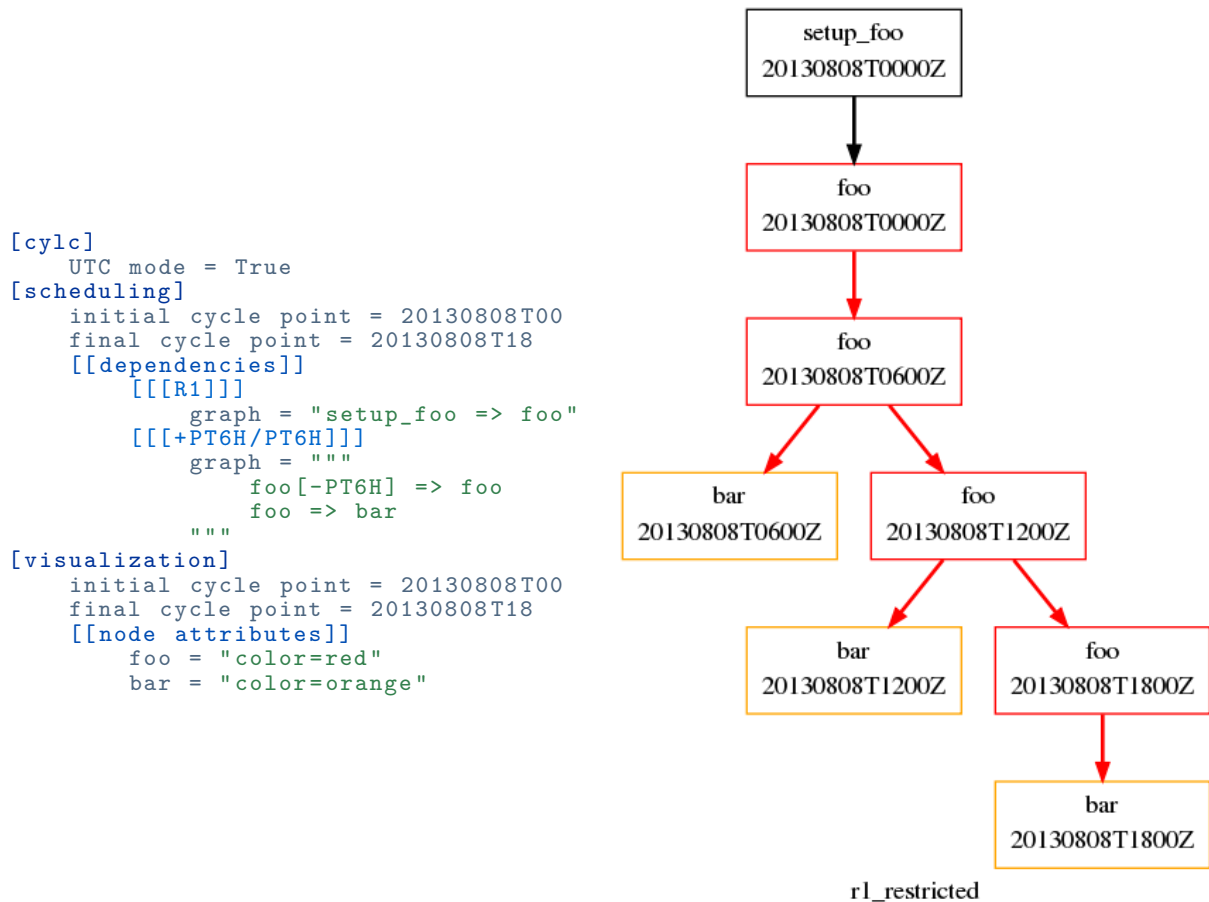 [cylc]
    UTC mode = True
[scheduling]
    initial cycle point = 20130808T00
    final cycle point = 20130808T18
    [[dependencies]]
        [[[R1]]]
            graph = "setup_foo => foo"
        [[[+PT6H/PT6H]]]
            graph = """
                foo[-PT6H] => foo
                foo => bar
            """
[visualization]
    initial cycle point = 20130808T00
    final cycle point = 20130808T18
    [[node attributes]]
        foo = "color=red"
        bar = "color=orange"
setup_foo
20130808T0000Z
foo
20130808T0000Z
foo
20130808T0600Z
bar
20130808T0600Z
foo
20130808T1200Z
bar
20130808T1200Z
foo
20130808T1800Z
bar
20130808T1800Z
r1_restricted